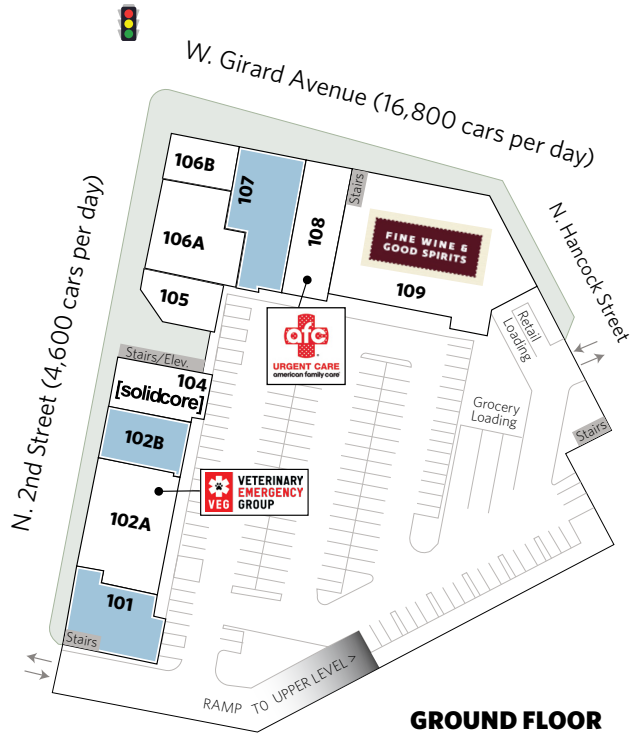 W. Girard Avenue (16,800 cars per day)
N. 2nd Street (4,600 cars per day)
N. Hancock Street
106B
107
108
Stairs
106A
FINE WINE &
GOOD SPIRITS
109
105
Retail
Loading
afc
URGENT CARE
american family care
Stairs/Elev.
104
[solidcore]
Grocery
Loading
Stairs
102B
VEG
VETERINARY
EMERGENCY
GROUP
102A
101
Stairs
RAMP TO UPPER LEVEL >
GROUND FLOOR